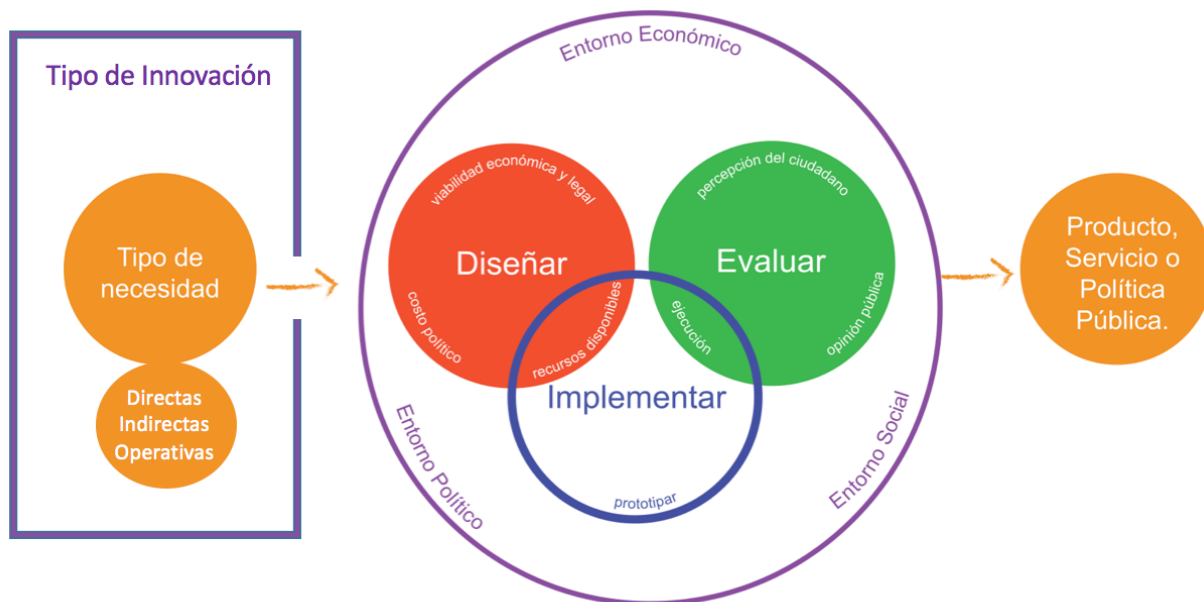 Tipo de Innovación
Tipo de
necesidad
Directas
Indirectas
Operativas
Entorno Económico
viabilidad económica y legal
Diseñar
costo político
recursos disponibles
percepción del ciudadano
Evaluar
ejecución
opinión pública
Implementar
prototipar
Entorno Político
Entorno Social
Producto,
Servicio o
Política
Pública.